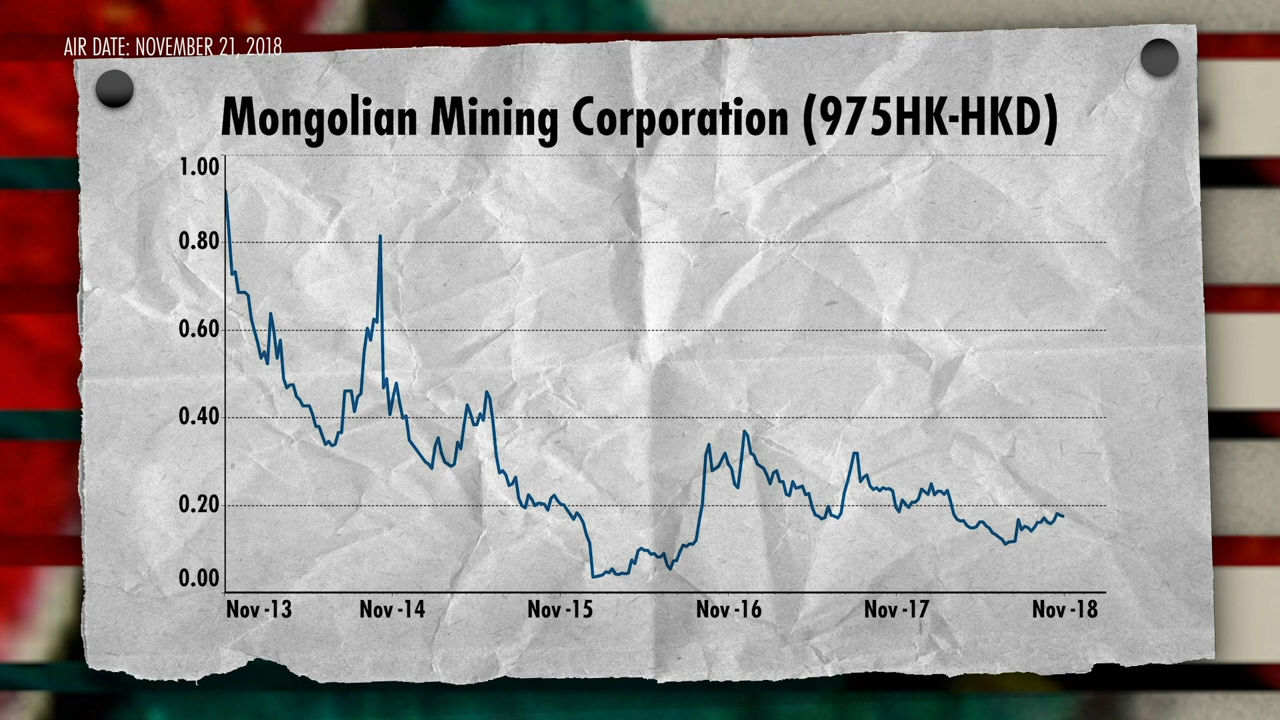 AIR DATE: NOVEMBER 21, 2018
Mongolian Mining Corporation (975HK-HKD)
1.00
0.80
0.60
0.40
0.20
0.00
Nov -13 Nov -14 Nov -15 Nov -16 Nov -17 Nov -18